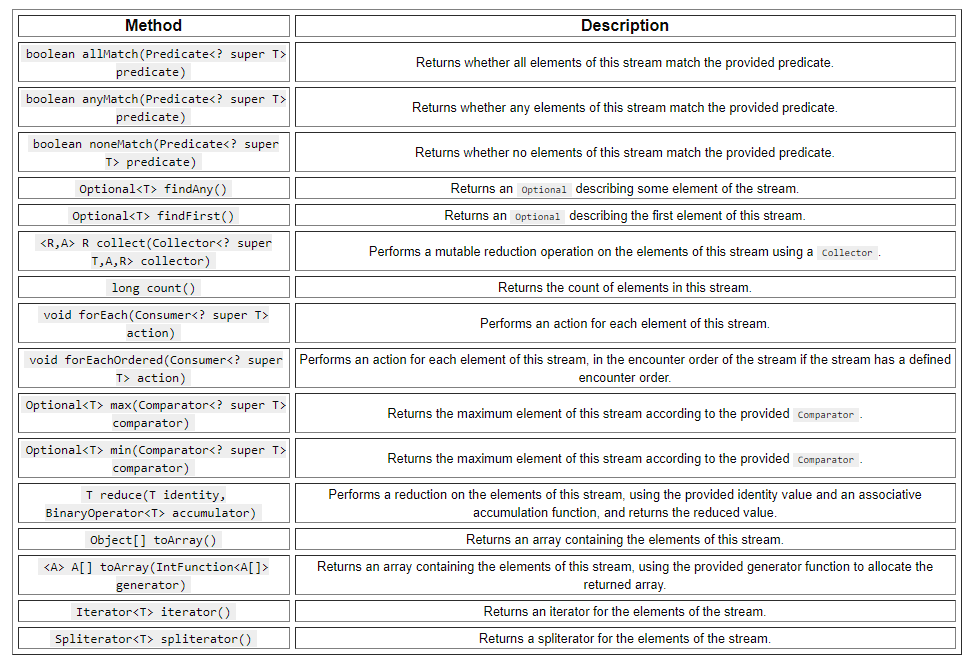 Method Description
boolean allMatch(Predicate<? super T>
predicate)
Returns whether all elements of this stream match the provided predicate.
boolean anyMatch(Predicate<? super T>
predicate)
Returns whether any elements of this stream match the provided predicate.
boolean noneMatch(Predicate<? super
T> predicate)
Returns whether no elements of this stream match the provided predicate.
Optional<T> findAny()
Returns an Optional describing some element of the stream.
Optional<T> findFirst()
Returns an Optional describing the first element of this stream.
<R,A> R collect(Collector<? super
T,A,R> collector)
Performs a mutable reduction operation on the elements of this stream using a Collector.
long count()
Returns the count of elements in this stream.
void forEach(Consumer<? super T>
action)
Performs an action for each element of this stream.
void forEachOrdered(Consumer<? super
T> action)
Performs an action for each element of this stream, in the encounter order of the stream if the stream has a defined
encounter order.
Optional<T> max(Comparator<? super T>
comparator)
Returns the maximum element of this stream according to the provided Comparator.
Optional<T> min(Comparator<? super T>
comparator)
Returns the maximum element of this stream according to the provided Comparator.
T reduce(T identity,
BinaryOperator<T> accumulator)
Performs a reduction on the elements of this stream, using the provided identity value and an associative
accumulation function, and returns the reduced value.
Object[] toArray()
Returns an array containing the elements of this stream.
<A> A[] toArray(IntFunction<A[]>
generator)
Returns an array containing the elements of this stream, using the provided generator function to allocate the
returned array.
Iterator<T> iterator()
Returns an iterator for the elements of the stream.
Spliterator<T> spliterator()
Returns a spliterator for the elements of the stream.